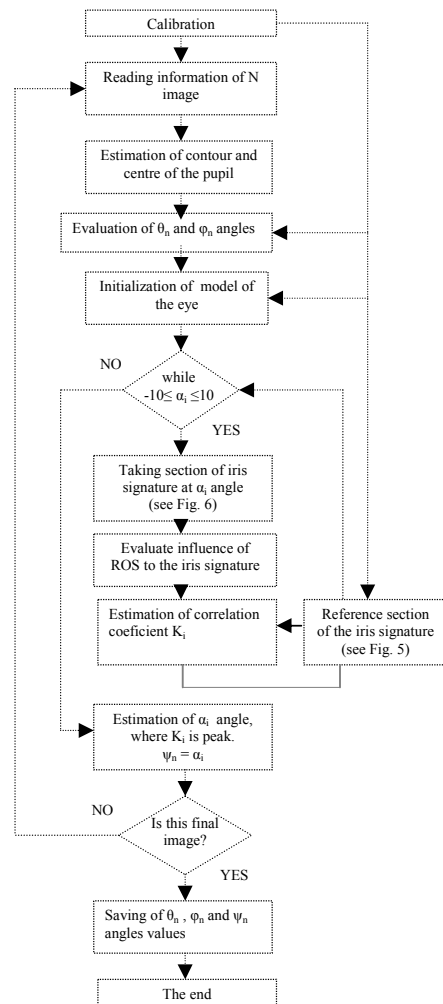 Calibration
Reading information of N
image
Estimation of contour and
centre of the pupil
Evaluation of θₙ and φₙ angles
Initialization of model of
the eye
NO
while
-10≤ αᵢ ≤10
YES
Taking section of iris
signature at αᵢ angle
(see Fig. 6)
Evaluate influence of
ROS to the iris signature
Estimation of correlation
coeficient Kᵢ
Reference section
of the iris signature
(see Fig. 5)
Estimation of αᵢ angle,
where Kᵢ is peak.
ψₙ = αᵢ
NO
Is this final
image?
YES
Saving of θₙ , φₙ and ψₙ
angles values
The end